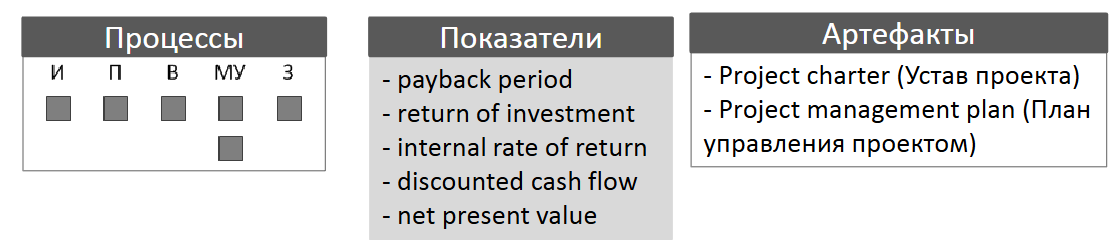 Процессы
И П В МУ З
Показатели
- payback period
- return of investment
- internal rate of return
- discounted cash flow
- net present value
Артефакты
- Project charter (Устав проекта)
- Project management plan (План
управления проектом)